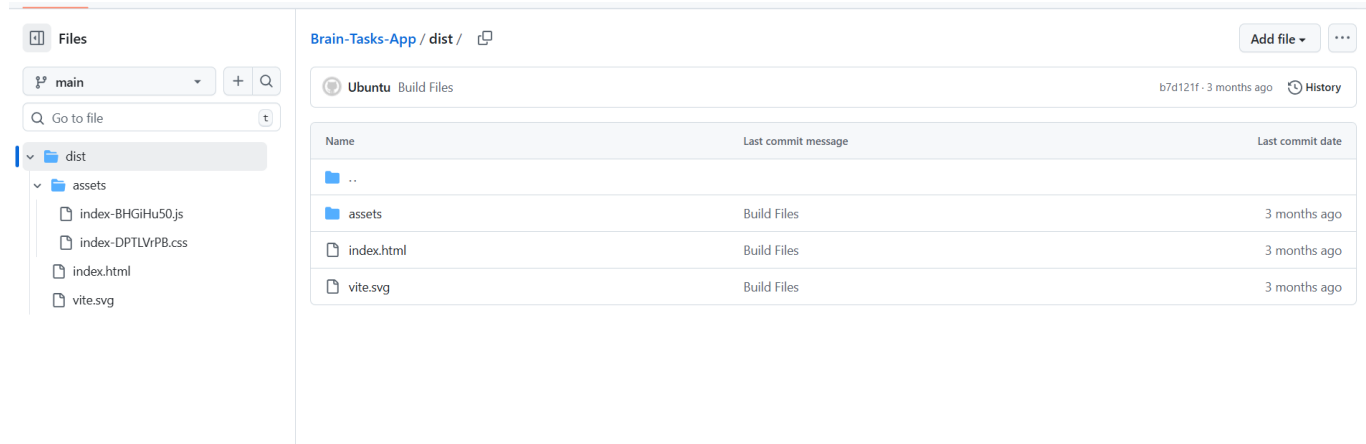 Files
main
Go to file
t
dist
assets
index-BHGiHu50.js
index-DPTLVrPB.css
index.html
vite.svg
Brain-Tasks-App / dist /
Add file
Ubuntu Build Files
b7d121f · 3 months ago
History
Name Last commit message Last commit date
..
assets Build Files 3 months ago
index.html Build Files 3 months ago
vite.svg Build Files 3 months ago